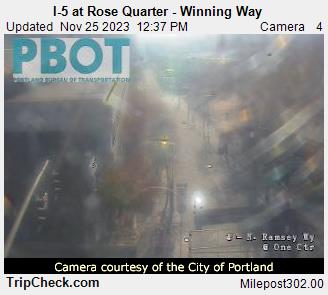 I-5 at Rose Quarter - Winning Way
Updated Nov 25 2023 12:37 PM Camera 4
PBOT
PORTLAND BUREAU OF TRANSPORTATION
N. Ramsey Wy
@ One Ctr
Camera courtesy of the City of Portland
TripCheck.com Milepost302.00